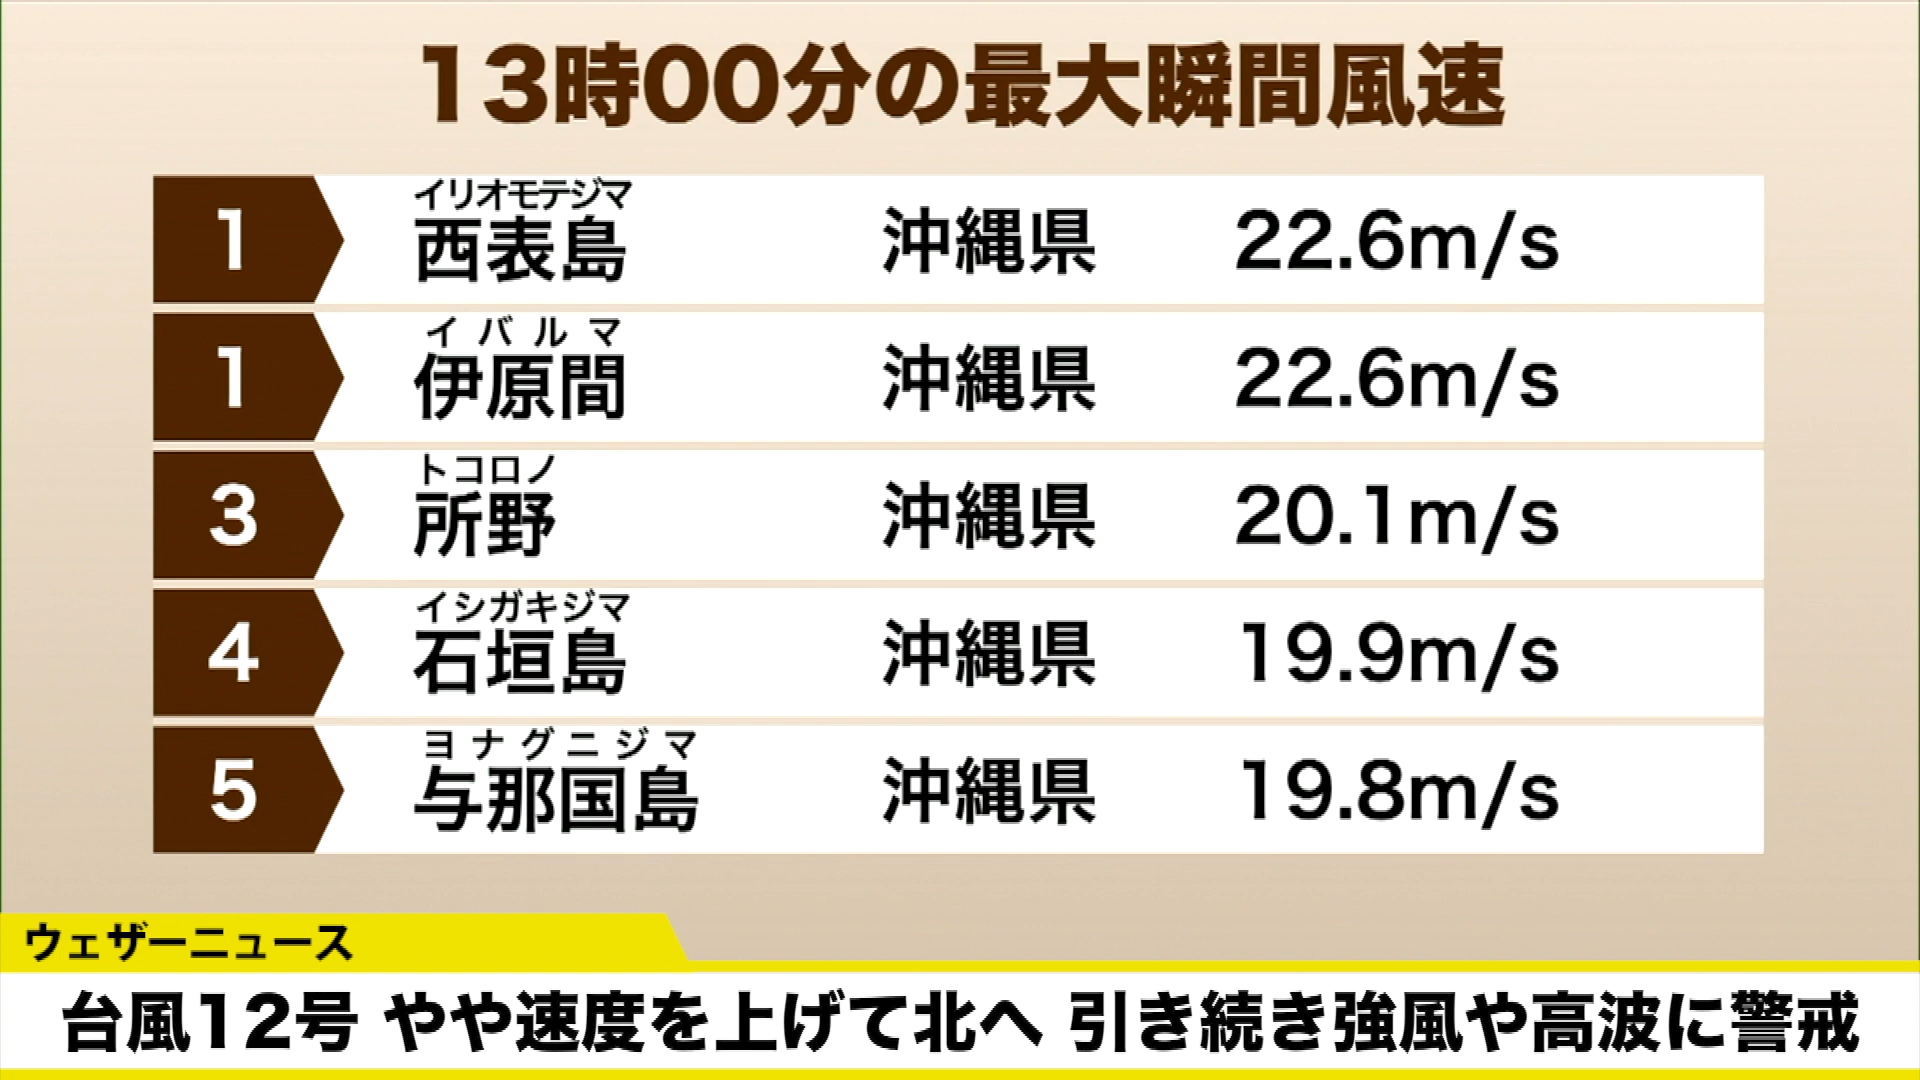 13時00分の最大瞬間風速
イリオモテジマ
1 西表島 沖縄県 22.6m/s
イバルマ
1 伊原間 沖縄県 22.6m/s
トコロノ
3 所野 沖縄県 20.1m/s
イシガキジマ
4 石垣島 沖縄県 19.9m/s
ヨナグニジマ
5 与那国島 沖縄県 19.8m/s
ウェザーニュース
台風12号 やや速度を上げて北へ 引き続き強風や高波に警戒